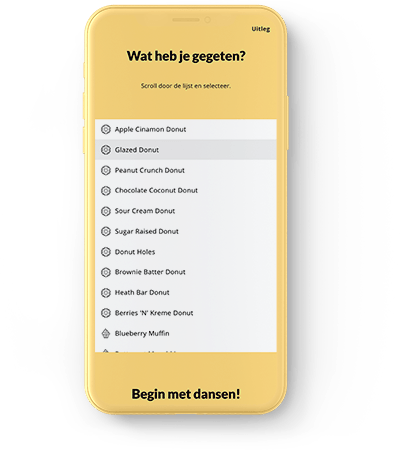 Uitleg
Wat heb je gegeten?
Scroll door de lijst en selecteer.
Apple Cinamon Donut
Glazed Donut
Peanut Crunch Donut
Chocolate Coconut Donut
Sour Cream Donut
Sugar Raised Donut
Donut Holes
Brownie Batter Donut
Heath Bar Donut
Berries 'N' Kreme Donut
Blueberry Muffin
Begin met dansen!